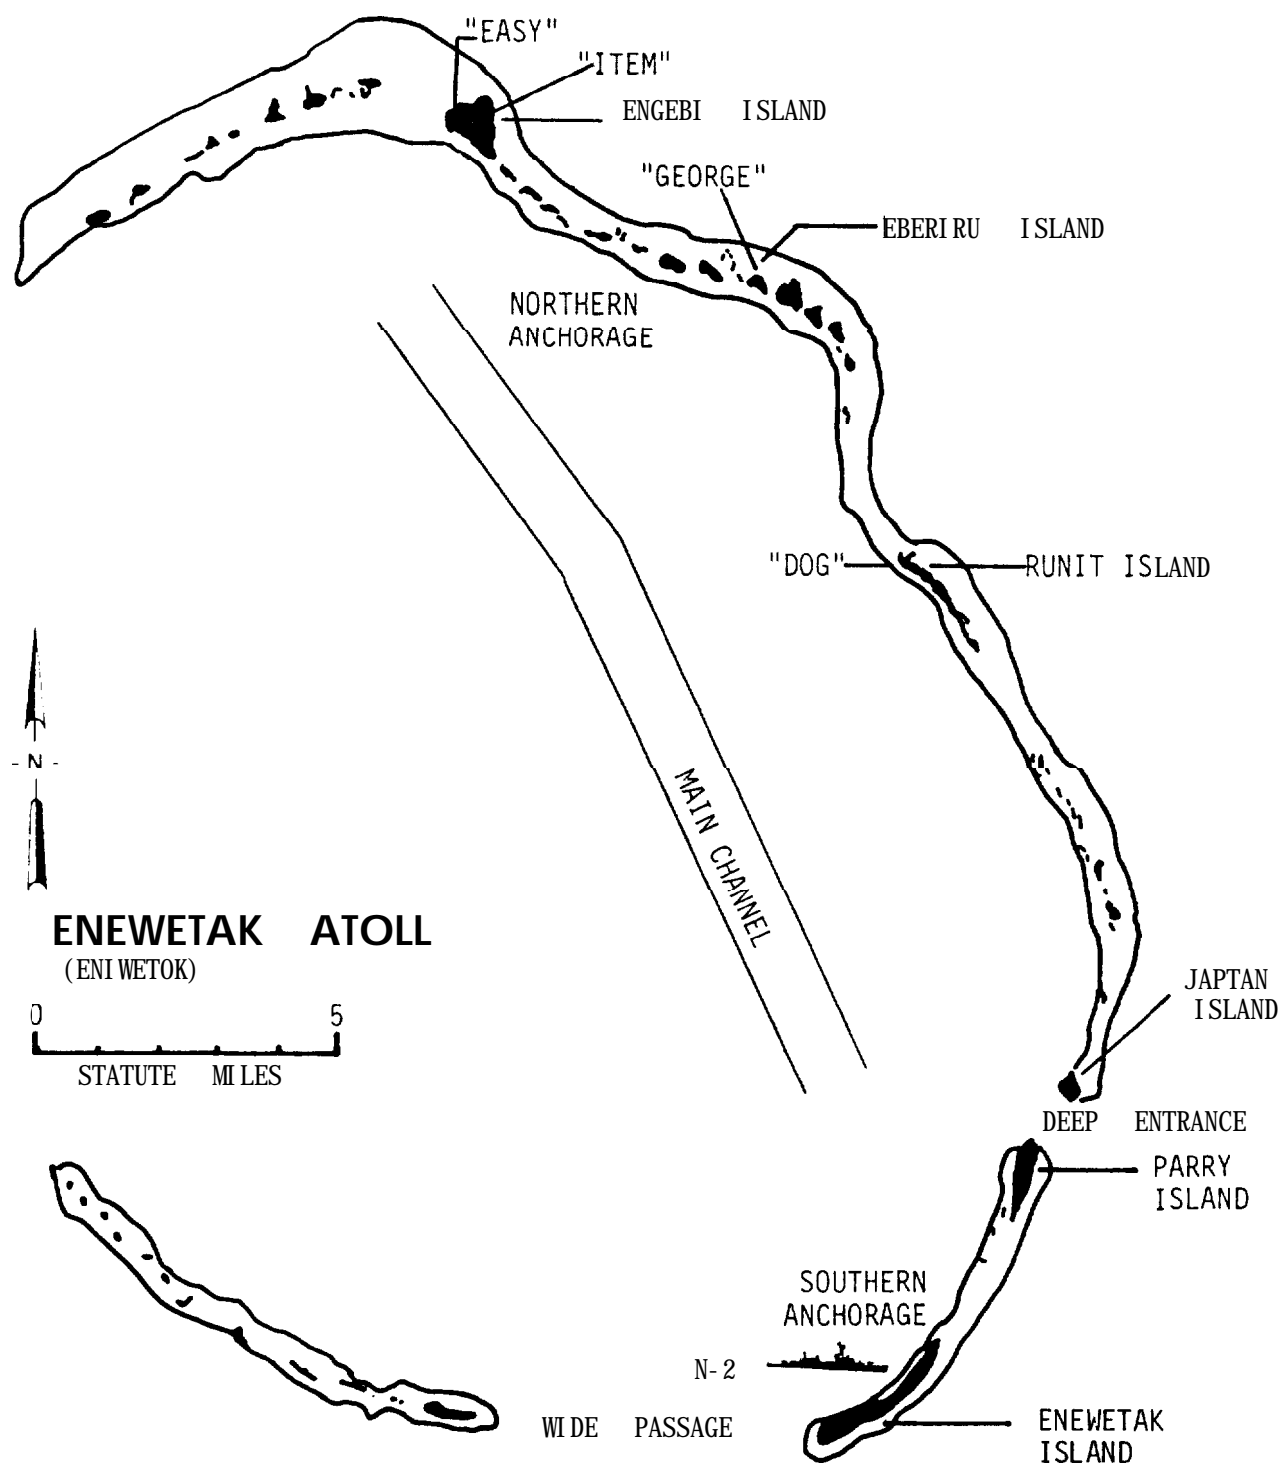 "EASY"
"ITEM"
ENGEBI ISLAND
"GEORGE"
EBERIRU ISLAND
NORTHERN
ANCHORAGE
"DOG"
RUNIT ISLAND
- N -
MAIN CHANNEL
ENEWETAK ATOLL
(ENIWETOK)
0 5
STATUTE MILES
JAPTAN
ISLAND
DEEP ENTRANCE
PARRY
ISLAND
SOUTHERN
ANCHORAGE
N-2
WIDE PASSAGE
ENEWETAK
ISLAND